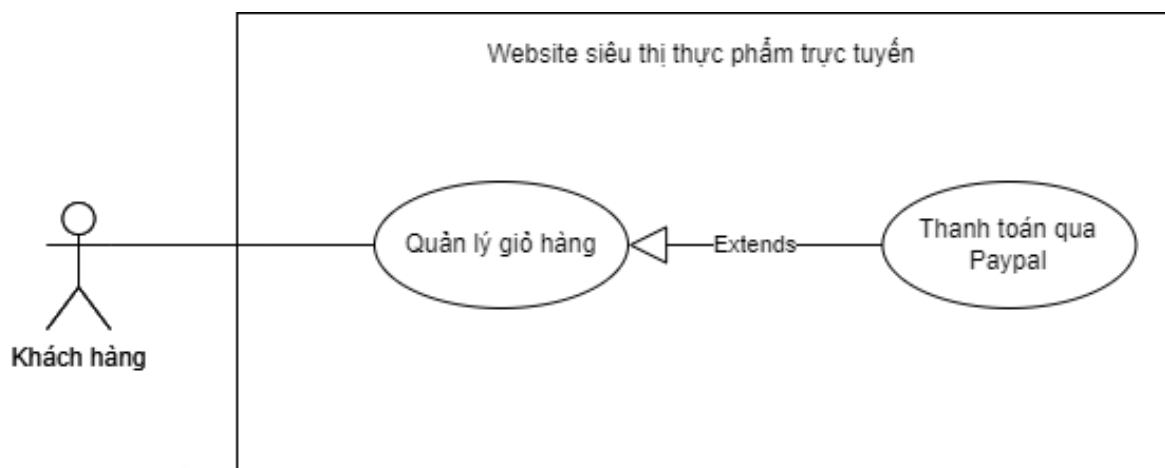 Website siêu thị thực phẩm trực tuyến
Quản lý giỏ hàng
Extends
Thanh toán qua
Paypal
Khách hàng